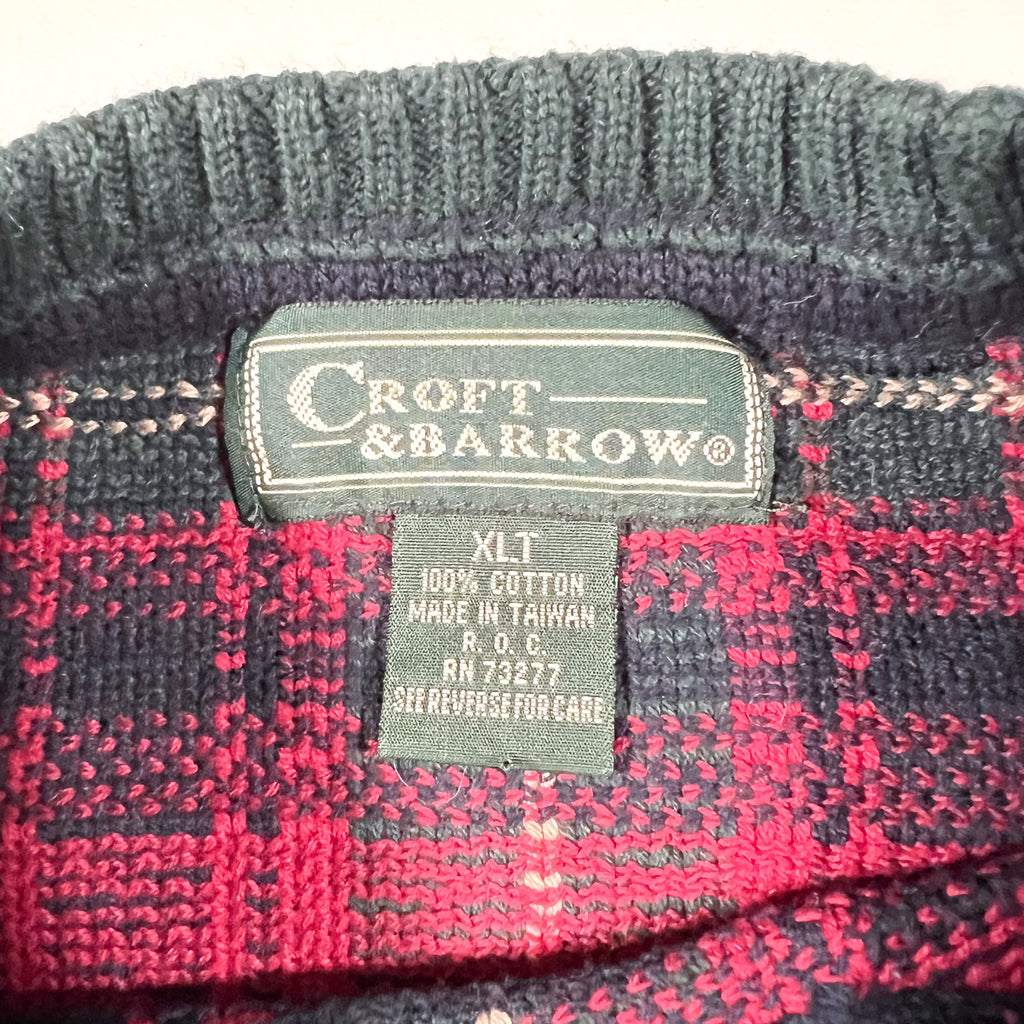 CROFT
&BARROW®
XLT
100% COTTON
MADE IN TAIWAN
R. O. C.
RN 73277
SEE REVERSE FOR CARE